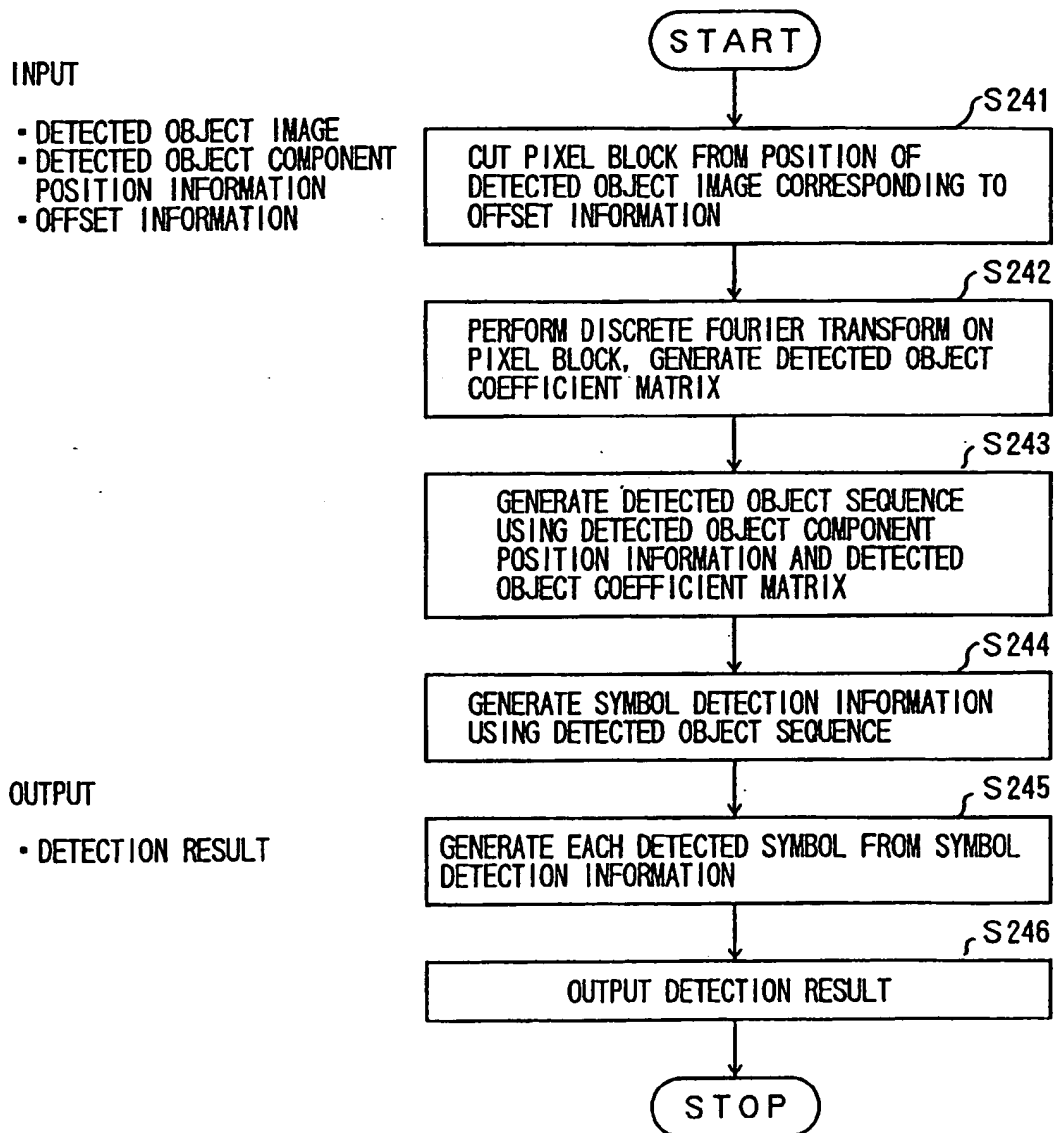 START
INPUT
▪ DETECTED OBJECT IMAGE
▪ DETECTED OBJECT COMPONENT
POSITION INFORMATION
▪ OFFSET INFORMATION
S241
CUT PIXEL BLOCK FROM POSITION OF
DETECTED OBJECT IMAGE CORRESPONDING TO
OFFSET INFORMATION
S242
PERFORM DISCRETE FOURIER TRANSFORM ON
PIXEL BLOCK, GENERATE DETECTED OBJECT
COEFFICIENT MATRIX
S243
GENERATE DETECTED OBJECT SEQUENCE
USING DETECTED OBJECT COMPONENT
POSITION INFORMATION AND DETECTED
OBJECT COEFFICIENT MATRIX
S244
GENERATE SYMBOL DETECTION INFORMATION
USING DETECTED OBJECT SEQUENCE
OUTPUT
▪ DETECTION RESULT
S245
GENERATE EACH DETECTED SYMBOL FROM SYMBOL
DETECTION INFORMATION
S246
OUTPUT DETECTION RESULT
STOP